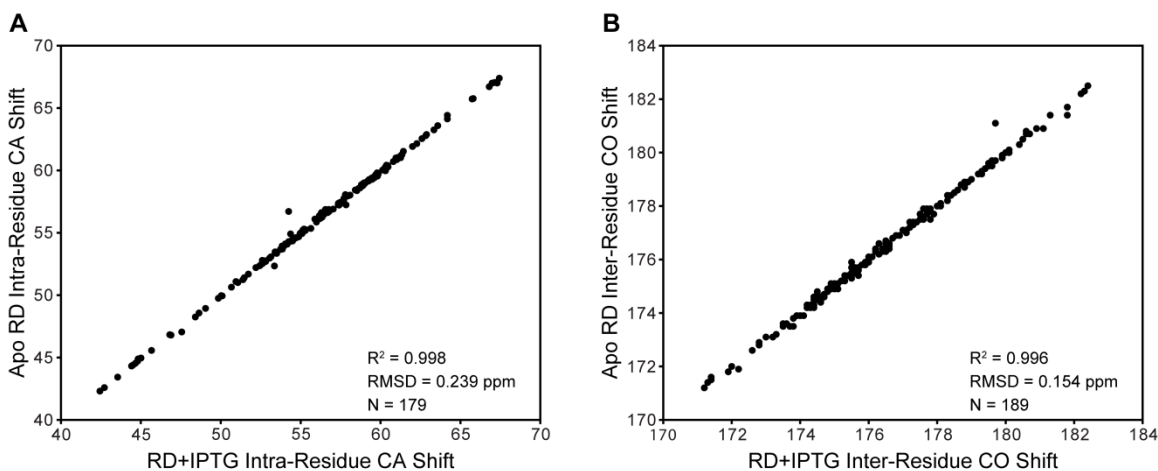 A
Apo RD Intra-Residue CA Shift
70
65
60
55
50
45
40
R² = 0.998
RMSD = 0.239 ppm
N = 179
40 45 50 55 60 65 70
RD+IPTG Intra-Residue CA Shift
B
Apo RD Inter-Residue CO Shift
184
182
180
178
176
174
172
170
R² = 0.996
RMSD = 0.154 ppm
N = 189
170 172 174 176 178 180 182 184
RD+IPTG Inter-Residue CO Shift